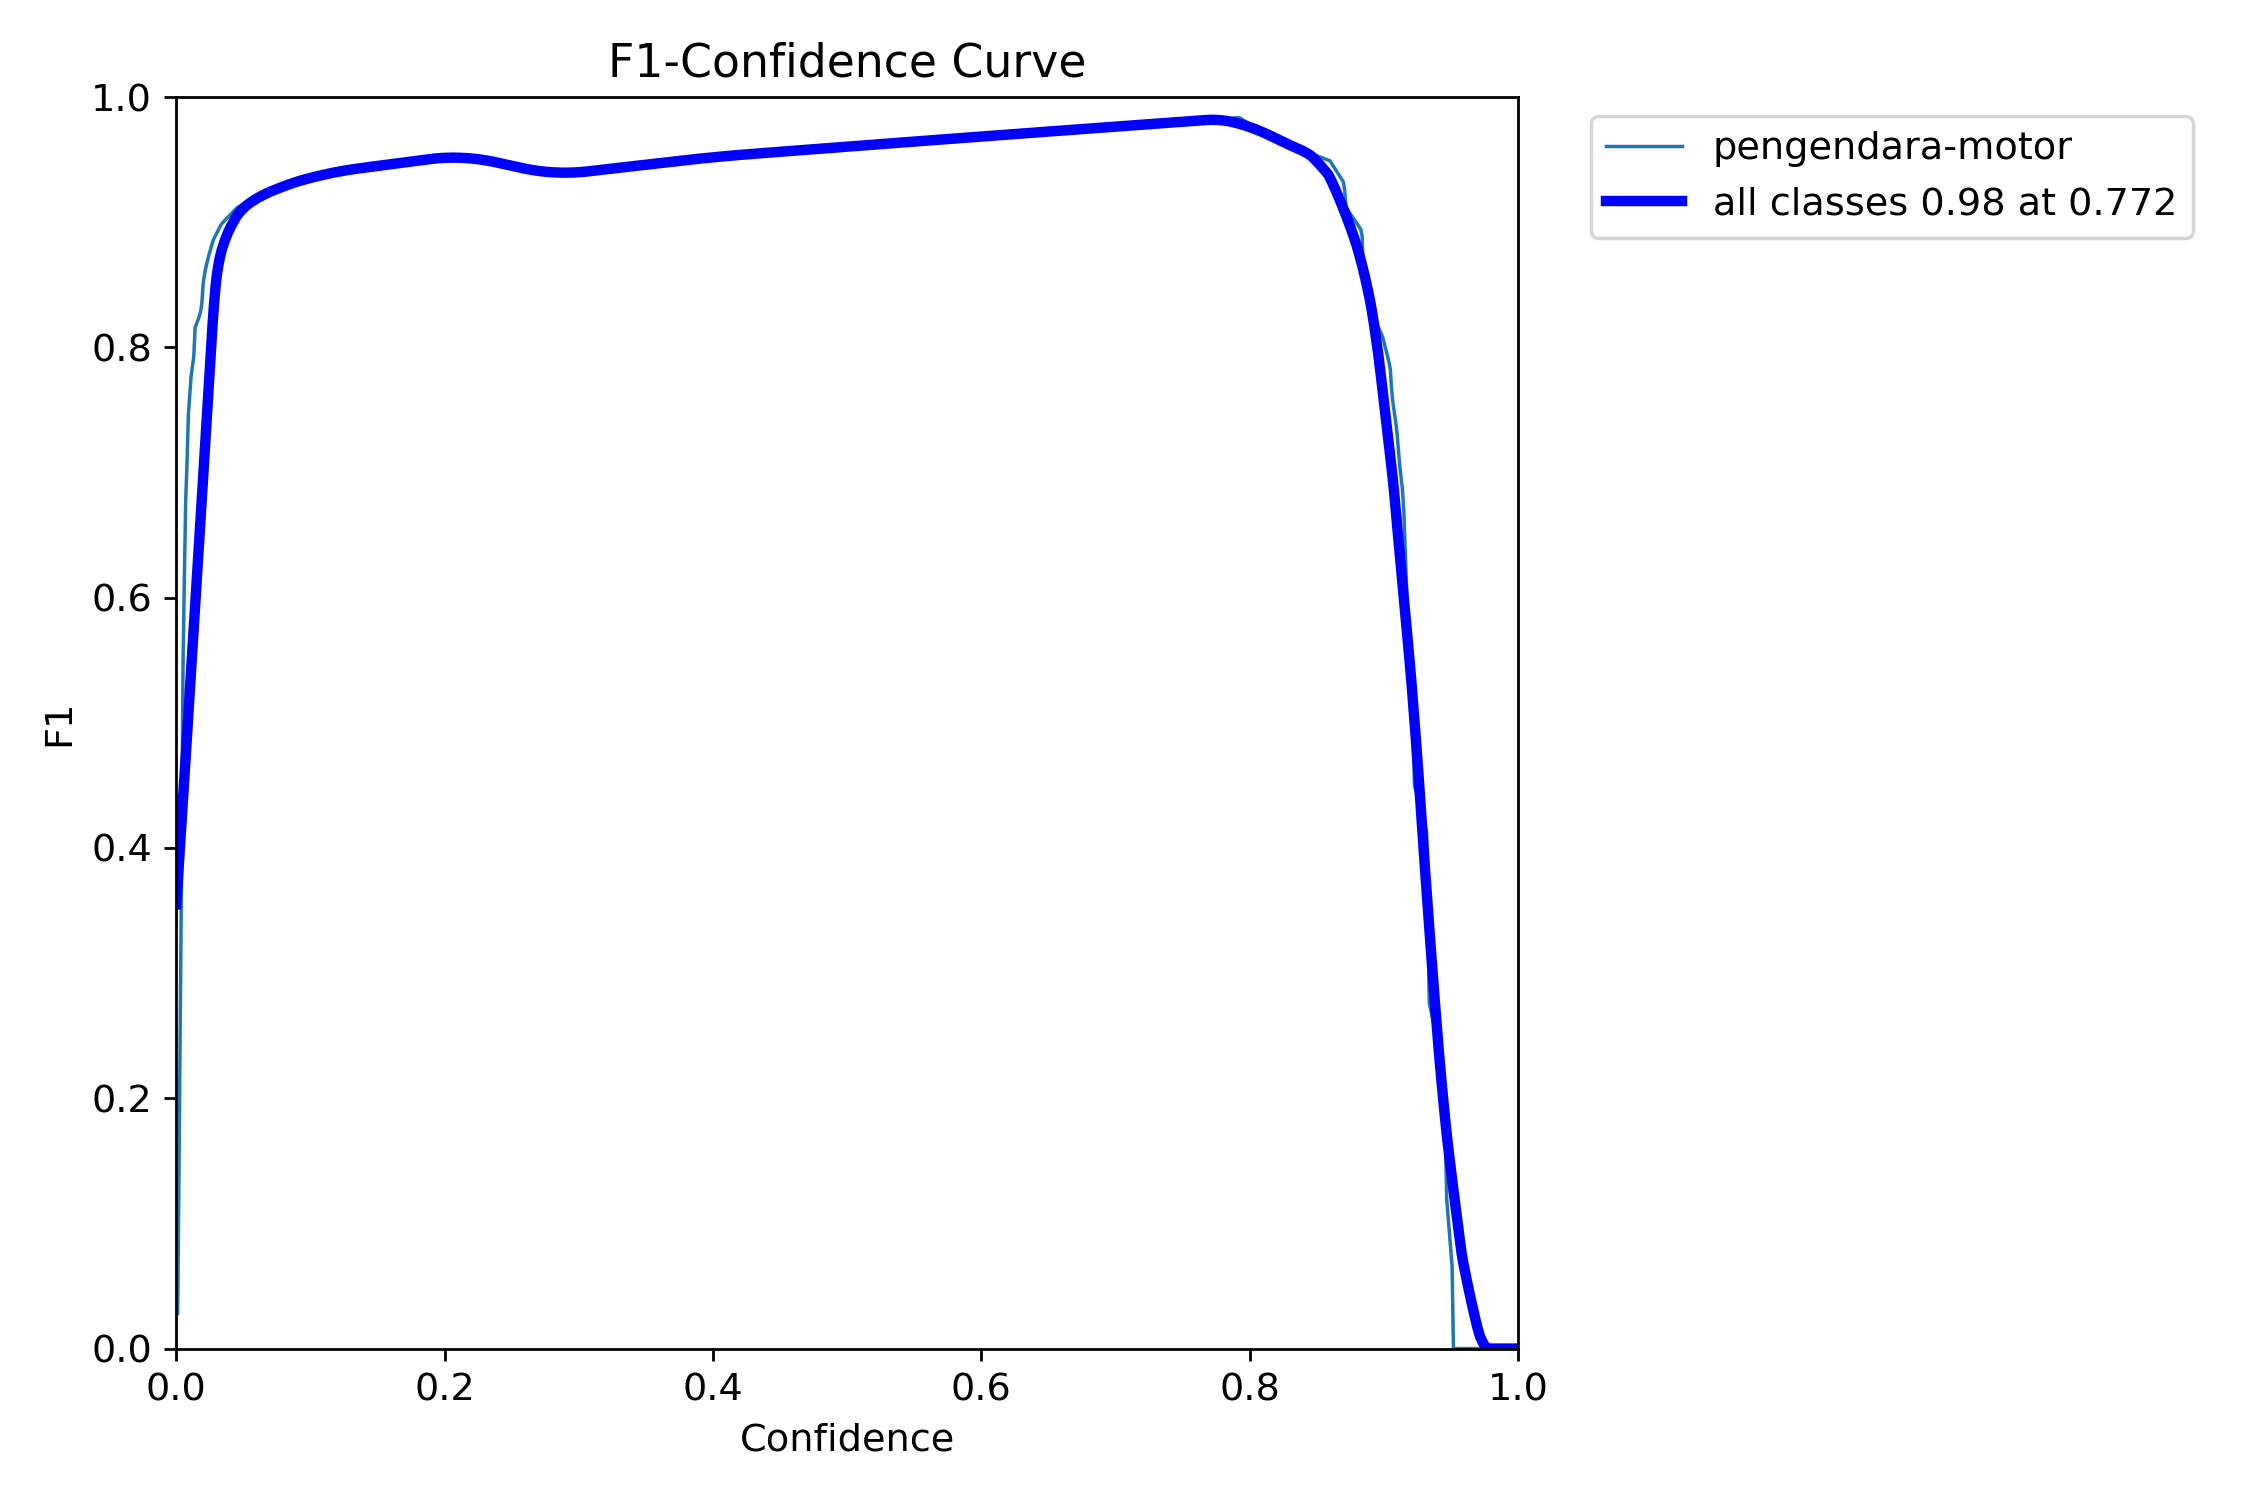 F1-Confidence Curve
pengendara-motor
all classes 0.98 at 0.772
1.0
0.8
0.6
0.4
0.2
0.0
F1
0.0 0.2 0.4 0.6 0.8 1.0
Confidence